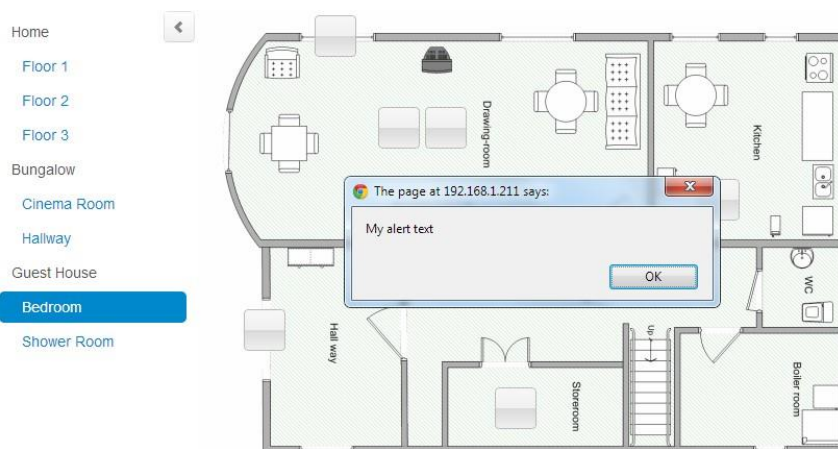 Home
Floor 1
Floor 2
Floor 3
Bungalow
Cinema Room
Hallway
Guest House
Bedroom
Shower Room
Drawing-room
Kitchen
The page at 192.168.1.211 says:
My alert text
OK
WC
Hall way
Up
Storeroom
Boiler room